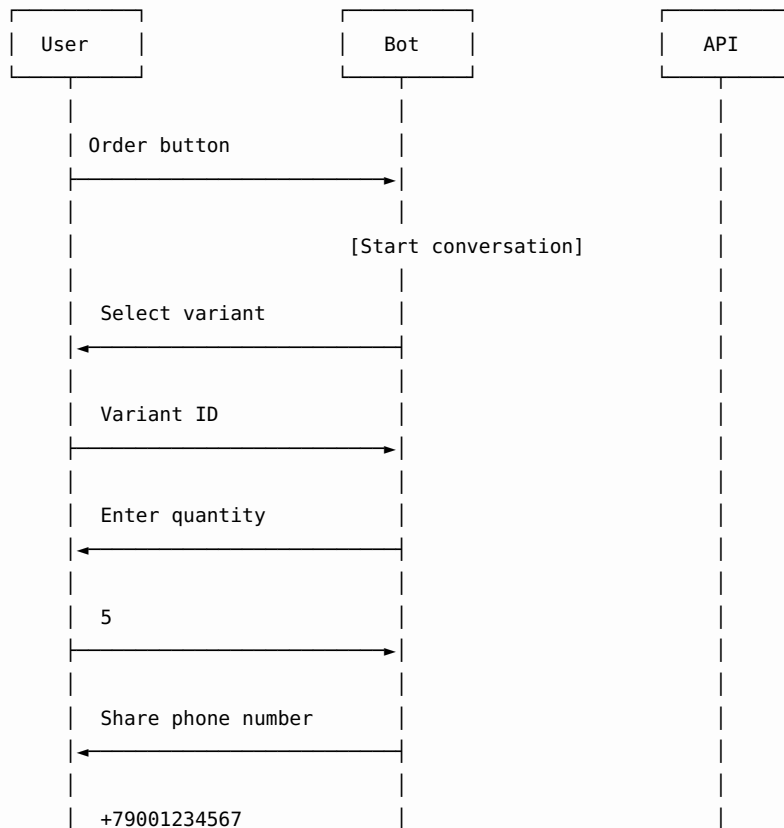 User Bot API
Order button
[Start conversation]
Select variant
Variant ID
Enter quantity
5
Share phone number
+79001234567